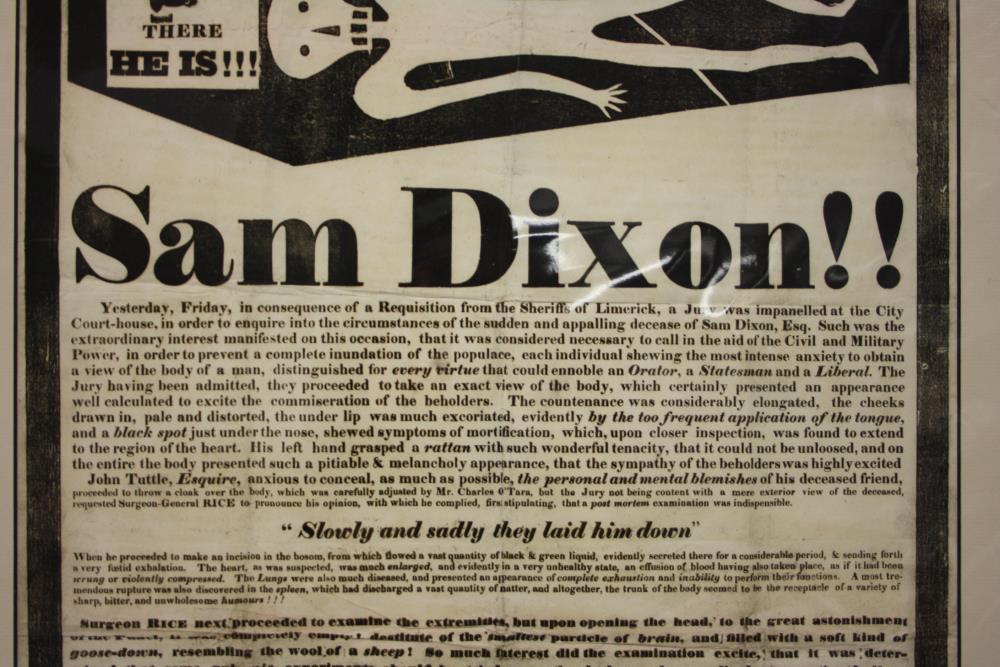 THERE
HE IS!!!
Sam Dixon!!
Yesterday, Friday, in consequence of a Requisition from the Sheriffs of Limerick, a Jury was impanelled at the City
Court-house, in order to enquire into the circumstances of the sudden and appalling decease of Sam Dixon, Esq. Such was the
extraordinary interest manifested on this occasion, that it was considered necessary to call in the aid of the Civil and Military
Power, in order to prevent a complete inundation of the populace, each individual shewing the most intense anxiety to obtain
a view of the body of a man, distinguished for every virtue that could ennoble an Orator, a Statesman and a Liberal. The
Jury having been admitted, they proceeded to take an exact view of the body, which certainly presented an appearance
well calculated to excite the commiseration of the beholders. The countenance was considerably elongated, the cheeks
drawn in, pale and distorted, the under lip was much excoriated, evidently by the too frequent application of the tongue,
and a black spot just under the nose, shewed symptoms of mortification, which, upon closer inspection, was found to extend
to the region of the heart. His left hand grasped a rattan with such wonderful tenacity, that it could not be unloosed, and on
the entire the body presented such a pitiable & melancholy appearance, that the sympathy of the beholders was highly excited
John Tuttle, Esquire, anxious to conceal, as much as possible, the personal and mental blemishes of his deceased friend,
proceeded to throw a cloak over the body, which was carefully adjusted by Mr. Charles O'Tara, but the Jury not being content with a mere exterior view of the deceased,
requested Surgeon-General RICE to pronounce his opinion, with which he complied, first stipulating, that a post mortem examination was indispensible.
"Slowly and sadly they laid him down"
When he proceeded to make an incision in the bosom, from which flowed a vast quantity of black & green liquid, evidently secreted there for a considerable period, & sending forth
a very fœtid exhalation. The heart, as was suspected, was much enlarged, and evidently in a very unhealthy state, an effusion of blood having also taken place, as if it had been
wrung or violently compressed. The Lungs were also much diseased, and presented an appearance of complete exhaustion and inability to perform their functions. A most tre-
mendous rupture was also discovered in the spleen, which had discharged a vast quantity of matter, and altogether, the trunk of the body seemed to be the receptacle of a variety of
sharp, bitter, and unwholesome humours!!!
Surgeon RICE next proceeded to examine the extremities, but upon opening the head, to the great astonishment
of the it was completely empty! destitute of the smallest particle of brain, and filled with a soft kind of
goose-down, resembling the wool of a sheep! So much interest did the examination excite, that it was deter-